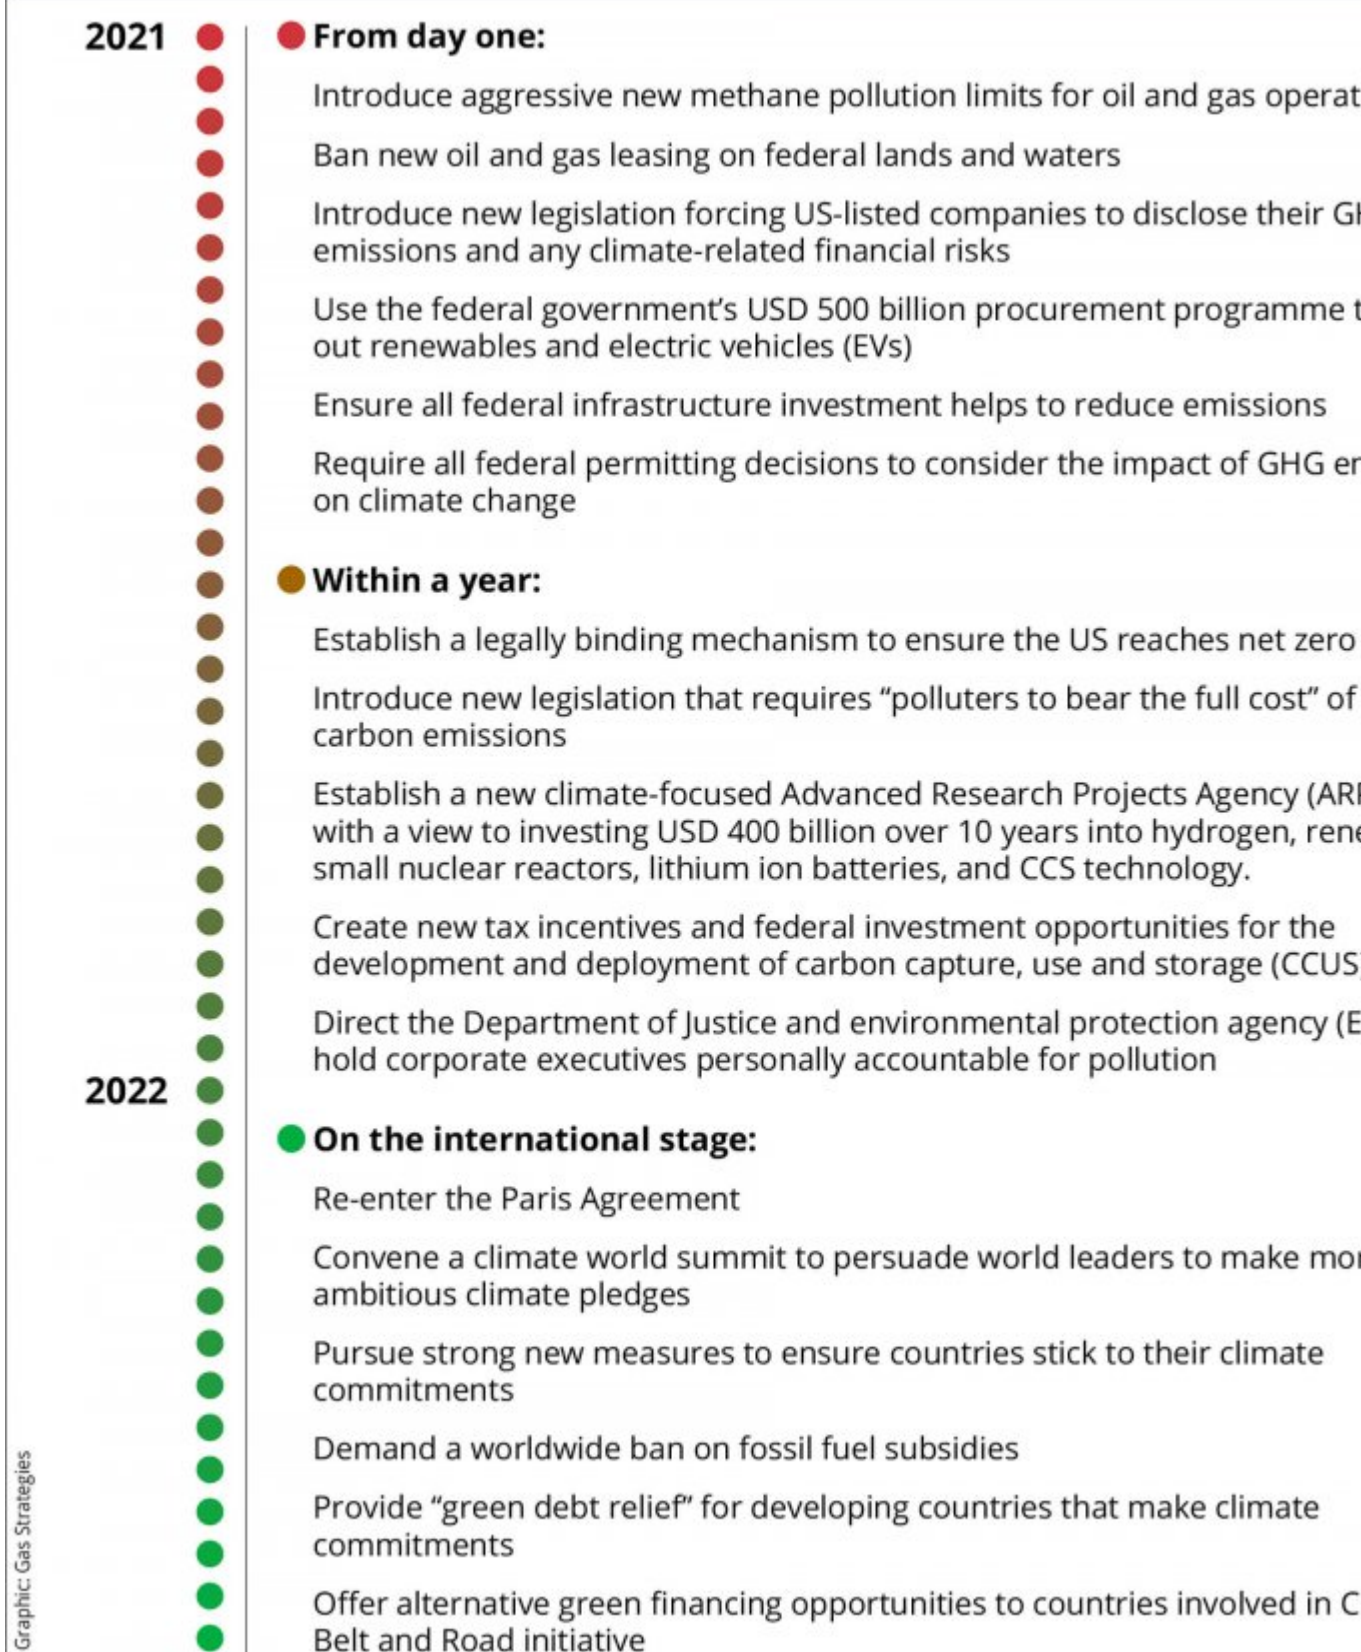 2021
From day one:
Introduce aggressive new methane pollution limits for oil and gas
Ban new oil and gas leasing on federal lands and waters
Introduce new legislation forcing US-listed companies to disclose their
emissions and any climate-related financial risks
Use the federal government’s USD 500 billion procurement programme
out renewables and electric vehicles (EVs)
Ensure all federal infrastructure investment helps to reduce emissions
Require all federal permitting decisions to consider the impact of GHG
on climate change
Within a year:
Establish a legally binding mechanism to ensure the US reaches net zero
Introduce new legislation that requires “polluters to bear the full cost” of
carbon emissions
Establish a new climate-focused Advanced Research Projects Agency
with a view to investing USD 400 billion over 10 years into hydrogen,
small nuclear reactors, lithium ion batteries, and CCS technology.
Create new tax incentives and federal investment opportunities for the
development and deployment of carbon capture, use and storage (CCUS)
Direct the Department of Justice and environmental protection agency
hold corporate executives personally accountable for pollution
2022
On the international stage:
Re-enter the Paris Agreement
Convene a climate world summit to persuade world leaders to make
ambitious climate pledges
Pursue strong new measures to ensure countries stick to their climate
commitments
Demand a worldwide ban on fossil fuel subsidies
Provide “green debt relief” for developing countries that make climate
commitments
Offer alternative green financing opportunities to countries involved in
Belt and Road initiative
Graphic: Gas Strategies